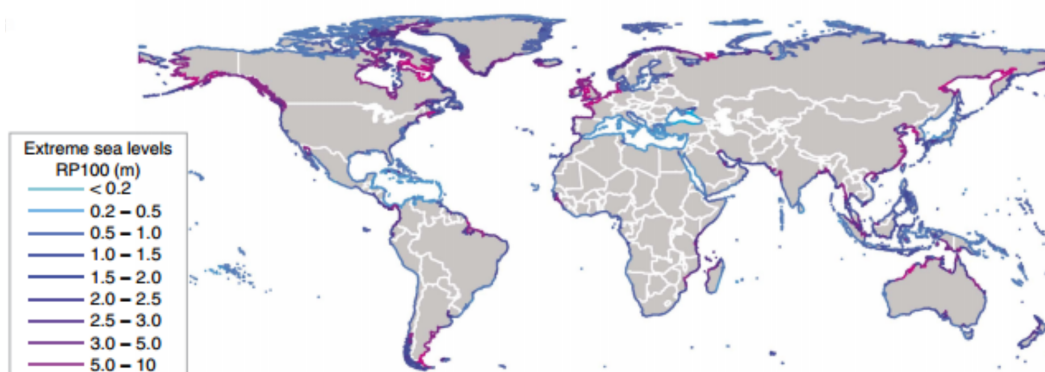 Extreme sea levels
RP100 (m)
< 0.2
0.2 – 0.5
0.5 – 1.0
1.0 – 1.5
1.5 – 2.0
2.0 – 2.5
2.5 – 3.0
3.0 – 5.0
5.0 – 10